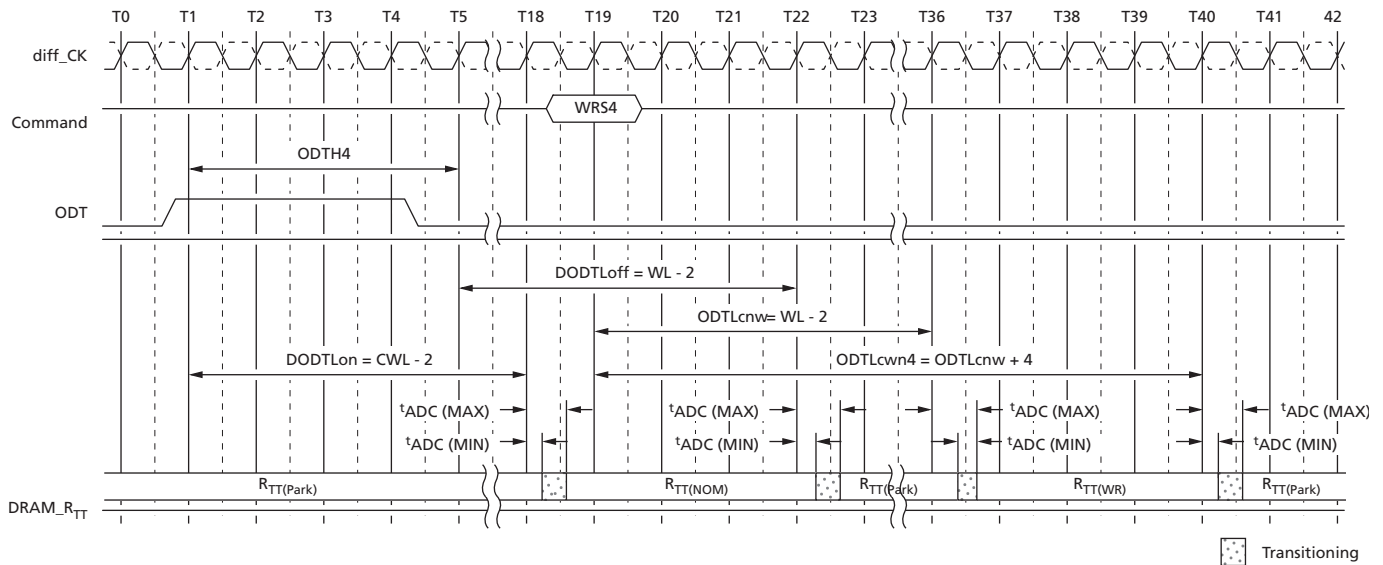 T0 T1 T2 T3 T4 T5 T18 T19 T20 T21 T22 T23 T36 T37 T38 T39 T40 T41 42
diff_CK
WRS4
Command
ODTH4
ODT
DODTLoff = WL - 2
ODTLcnw= WL - 2
DODTLon = CWL - 2 ODTLcwn4 = ODTLcnw + 4
tADC (MAX) tADC (MAX) tADC (MAX) tADC (MAX)
tADC (MIN) tADC (MIN) tADC (MIN) tADC (MIN)
RTT(Park) RTT(NOM) RTT(Park) RTT(WR) RTT(Park)
DRAM_RTT
Transitioning